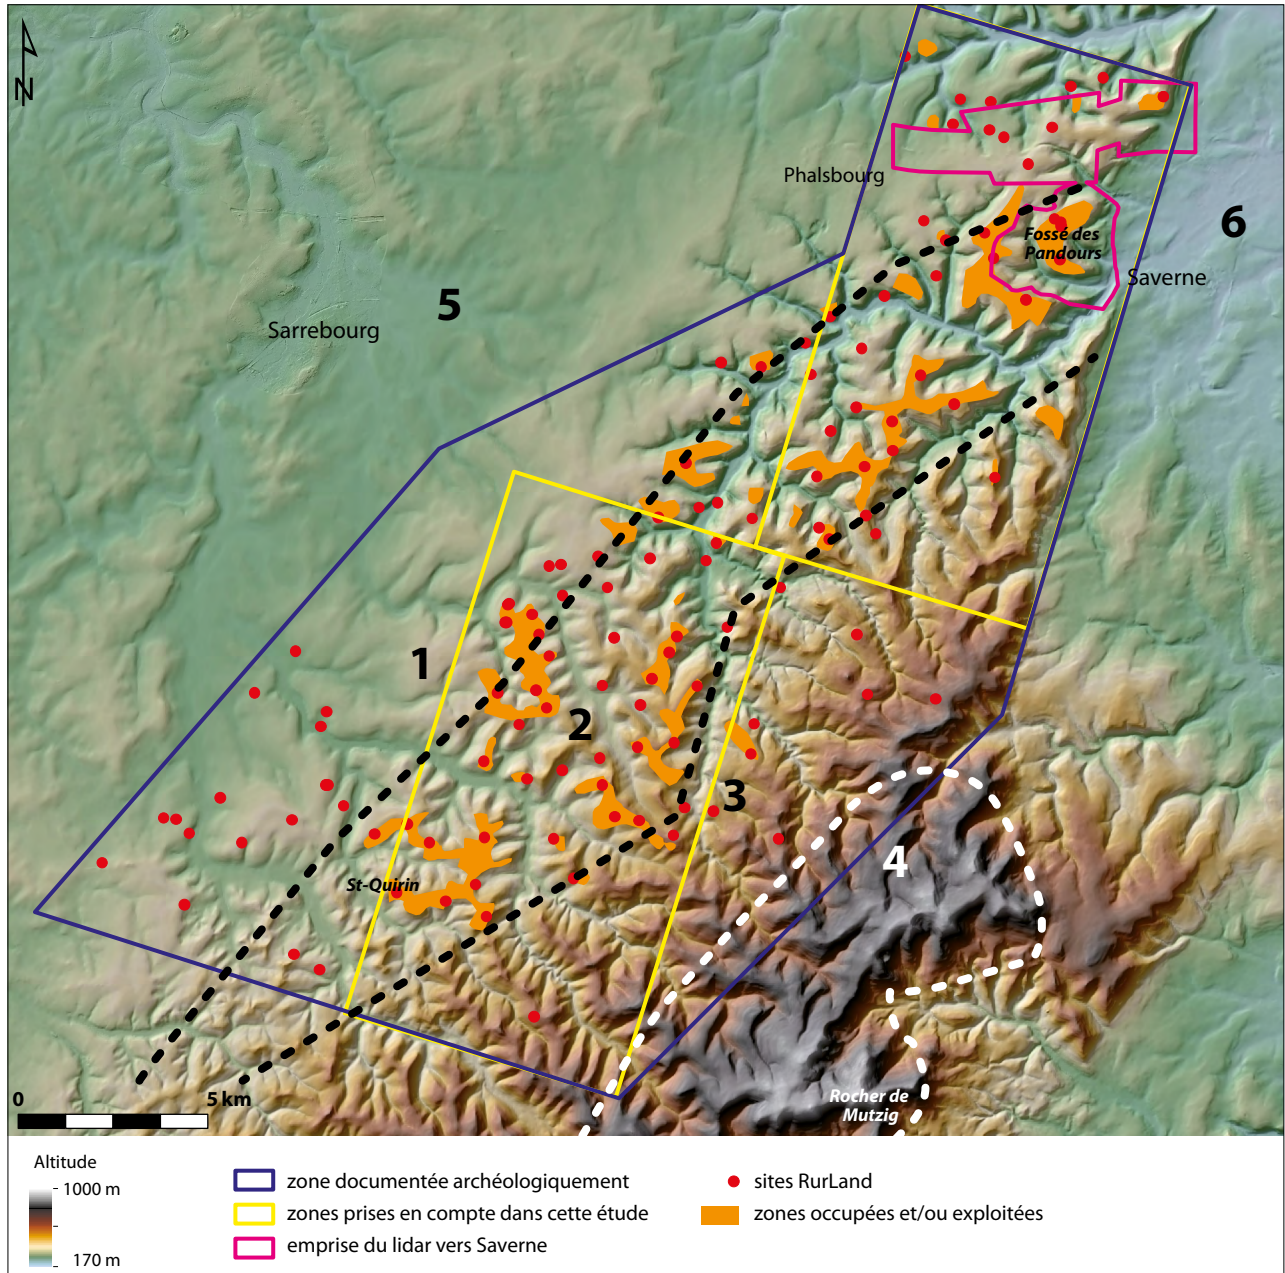 N
Phalsbourg
6
Fossé des
Pandours
Saverne
5
Sarrebourg
1
2
3
4
St-Quirin
Rocher de
Mutzig
0 5 km
Altitude
1000 m
170 m
zone documentée archéologiquement
zones prises en compte dans cette étude
emprise du lidar vers Saverne
sites RurLand
zones occupées et/ou exploitées